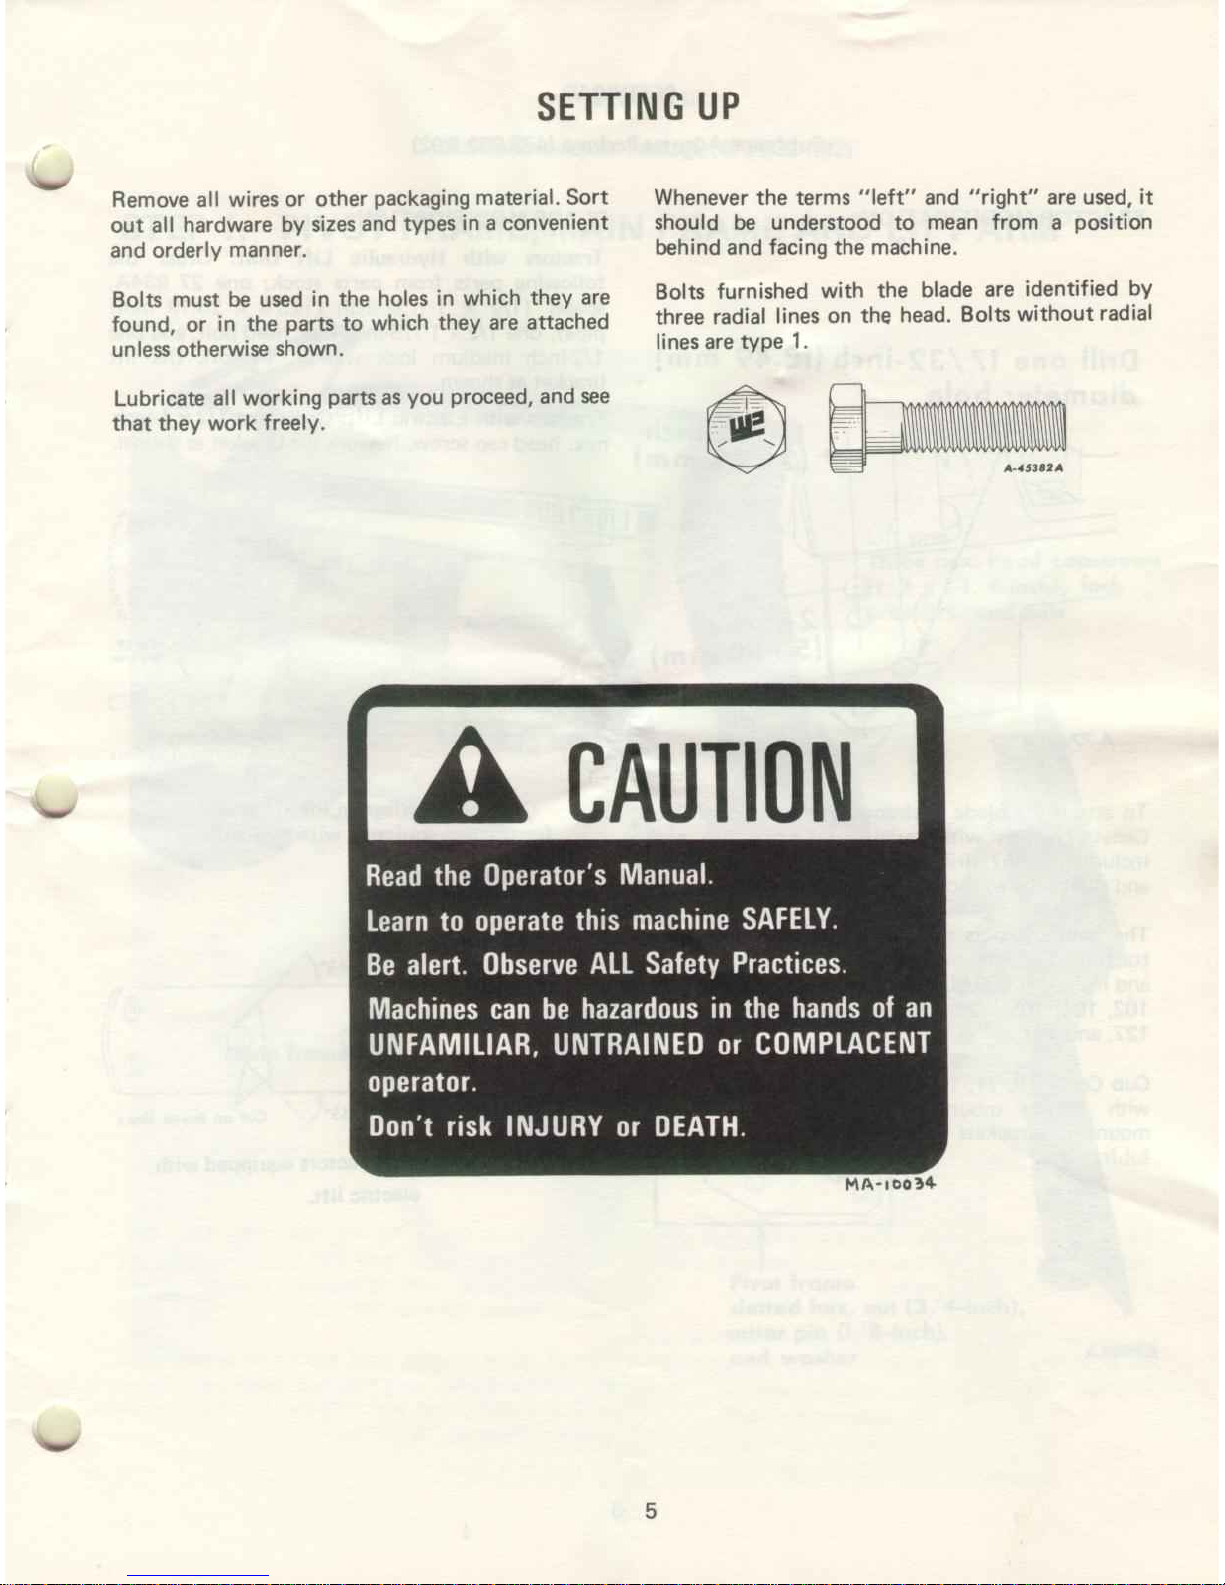 SETTING UP
Remove all wires or other packaging material. Sort
out all hardware by sizes and types in a convenient
and orderly manner.
Bolts must be used in the holes in which they are
found, or in the parts to which they are attached
unless otherwise shown.
Lubricate all working parts as you proceed, and see
that they work freely.
Whenever the terms "left" and "right" are used, it
should be understood to mean from a position
behind and facing the machine.
Bolts furnished with the blade are identified by
three radial lines on the head. Bolts without radial
lines are type 1.
A-45382A
CAUTION
Read the Operator's Manual.
Learn to operate this machine SAFELY.
Be alert. Observe ALL Safety Practices.
Machines can be hazardous in the hands of an
UNFAMILIAR, UNTRAINED or COMPLACENT
operator.
Don't risk INJURY or DEATH.
MA-10034
5